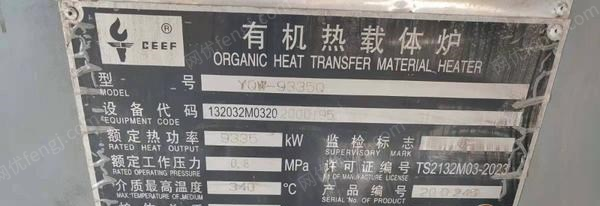 ® 有机热载体炉
CEEF ORGANIC HEAT TRANSFER MATERIAL HEATER
型号 YQW-9335Q
MODEL
设备代码 132032M03202000195
EQUIPMENT CODE
额定热功率 9335 kW 监检标志
RATED HEAT OUTPUT SUPERVISORY MARK
额定工作压力 0.8 MPa 许可证编号 TS2132M03-2023
RATED OPERATING PRESSURE OF MANUFACTURE LICENSE
介质最高温度 340 ℃ 产品编号
MAX.TEMPERATURE OF MEDIUM SERIAL No OF PRODUCT